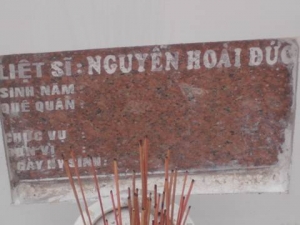 LIỆT SĨ: NGUYỄN HOÀI ĐỨC
SINH NĂM:
QUÊ QUÁN:
CHỨC VỤ
ĐƠN VỊ
NGÀY HY SINH: